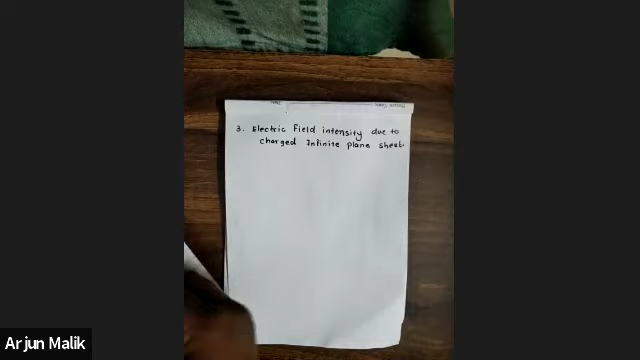 3. Electric Field intensity due to
charged Infinite plane sheet.
Arjun Malik